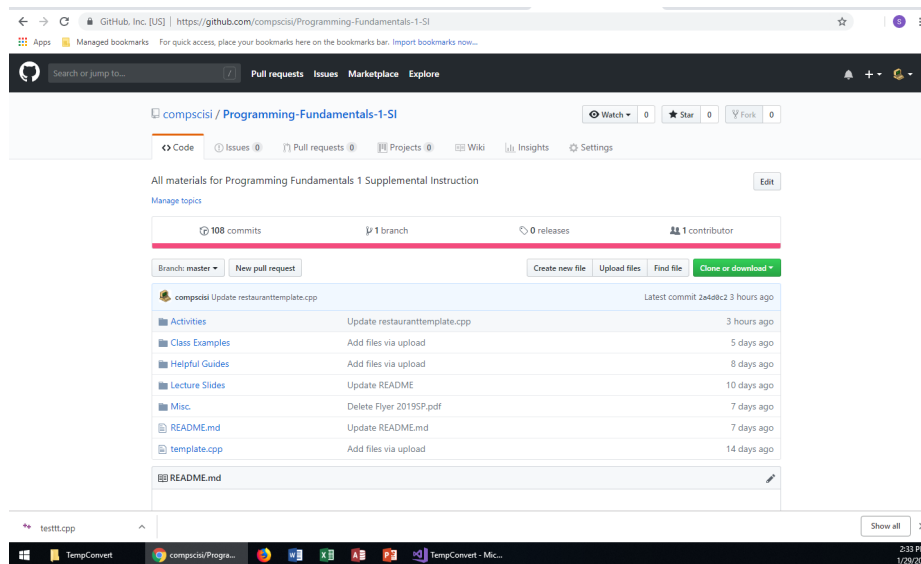 GitHub, Inc. [US] | https://github.com/compscisi/Programming-Fundamentals-1-SI
S
Apps Managed bookmarks For quick access, place your bookmarks here on the bookmarks bar. Import bookmarks now...
Search or jump to... / Pull requests Issues Marketplace Explore
compscisi / Programming-Fundamentals-1-SI Watch 0 Star 0 Fork 0
Code Issues 0 Pull requests 0 Projects 0 Wiki Insights Settings
All materials for Programming Fundamentals 1 Supplemental Instruction Edit
Manage topics
108 commits 1 branch 0 releases 1 contributor
Branch: master New pull request Create new file Upload files Find file Clone or download
compscisi Update restauranttemplate.cpp Latest commit 2a4d0c2 3 hours ago
Activities Update restauranttemplate.cpp 3 hours ago
Class Examples Add files via upload 5 days ago
Helpful Guides Add files via upload 8 days ago
Lecture Slides Update README 10 days ago
Misc. Delete Flyer 2019SP.pdf 7 days ago
README.md Update README.md 7 days ago
template.cpp Add files via upload 14 days ago
README.md
testtt.cpp Show all
TempConvert compscisi/Progra... TempConvert - Mic... 2:33 P
1/29/20